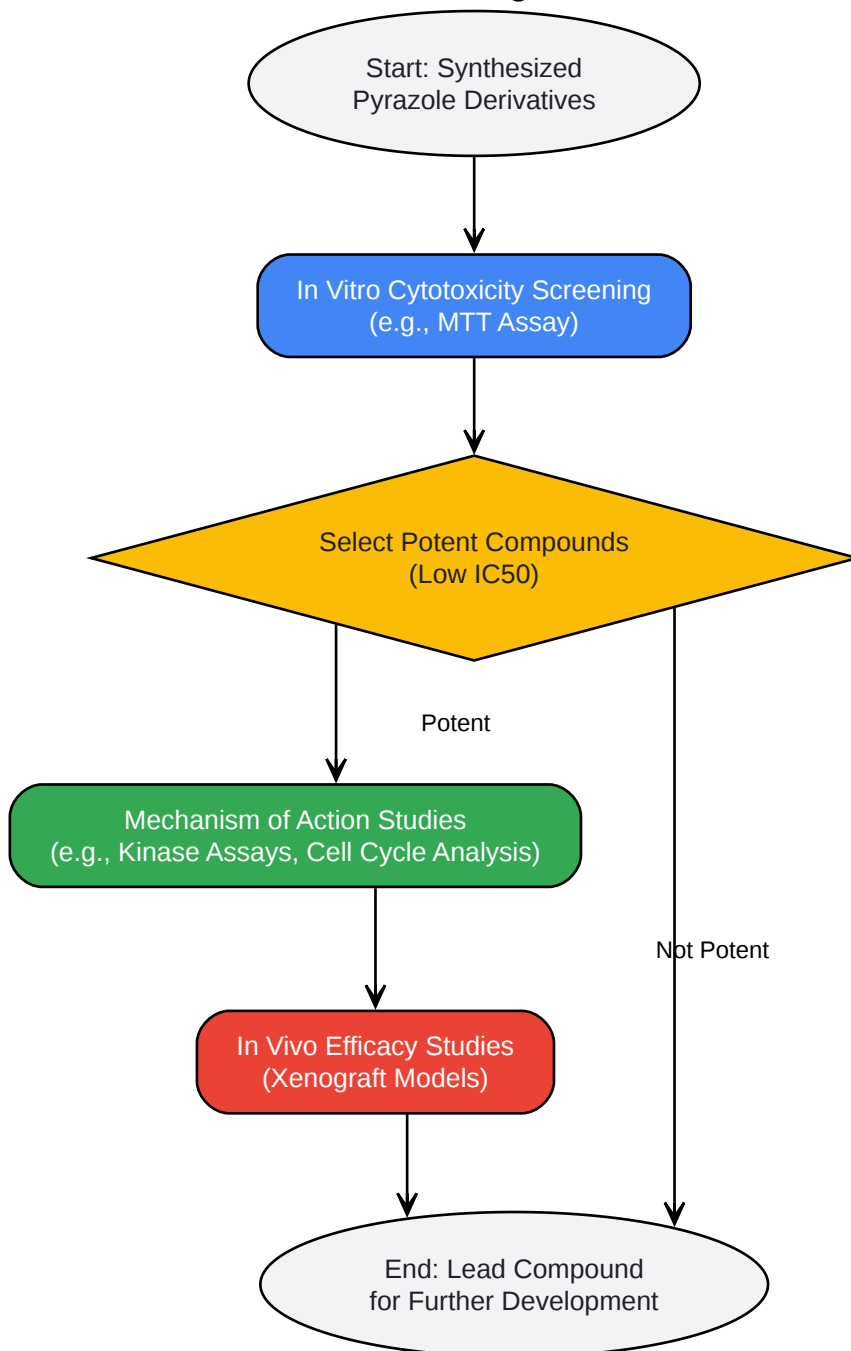 Start: Synthesized
Pyrazole Derivatives
In Vitro Cytotoxicity Screening
(e.g., MTT Assay)
Select Potent Compounds
(Low IC50)
Potent
Mechanism of Action Studies
(e.g., Kinase Assays, Cell Cycle Analysis)
Not Potent
In Vivo Efficacy Studies
(Xenograft Models)
End: Lead Compound
for Further Development